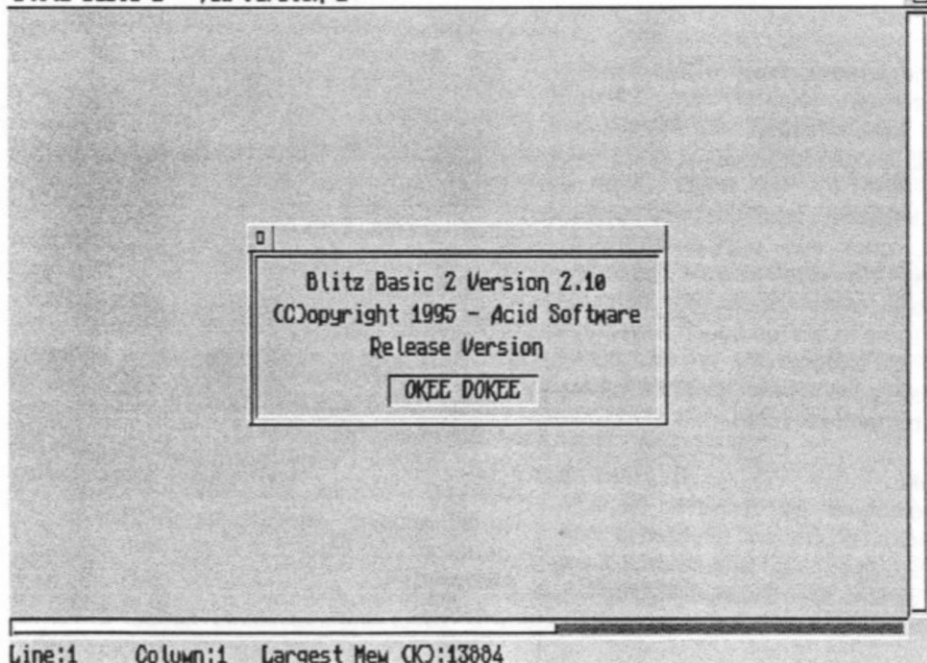 Blitz Basic 2 Version 2.10
(C)opyright 1995 - Acid Software
Release Version
OKEE DOKEE
Line:1 Column:1 Largest Mem (K):13884